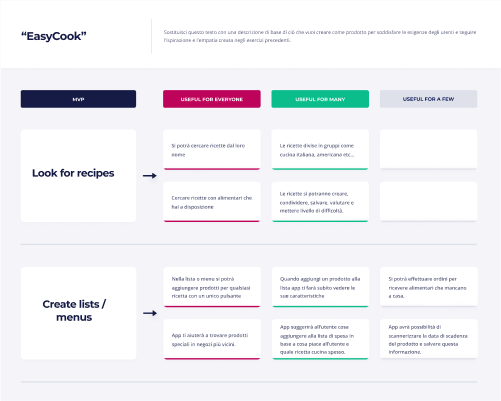 “EasyCook”
Sostituisci questo testo con una descrizione di base di ciò che vuoi creare come prodotto per soddisfare le esigenze degli utenti e seguire
l'ispirazione e l'empatia creata negli esercizi precedenti.
MVP
USEFUL FOR EVERYONE
USEFUL FOR MANY
USEFUL FOR A FEW
Look for recipes
Si potrà cercare ricette dal loro
nome
Le ricette divise in gruppi come
cucina italiana, americana etc...
Cercare ricette con alimentari che
hai a disposizione
Le ricette si potranno creare,
condividere, salvare, valutare e
mettere livello di difficoltà.
Create lists /
menus
Nella lista o menu si potrà
aggiungere prodotti per qualsiasi
ricetta con un unico pulsante
Quando aggiungi un prodotto alla
lista app ti farà subito vedere le
sue caratteristiche
Si potrà effettuare ordini per
ricevere alimentari che mancano
a casa.
App ti aiuterà a trovare prodotti
speciali in negozi più vicini.
App suggerirà all'utente cosa
aggiungere alla lista di spesa in
base a cosa piace all'utente e
quale ricetta cucina spesso.
App avrà possibilità di
scannerizzare la data di scadenza
del prodotto e salvare questa
informazione.